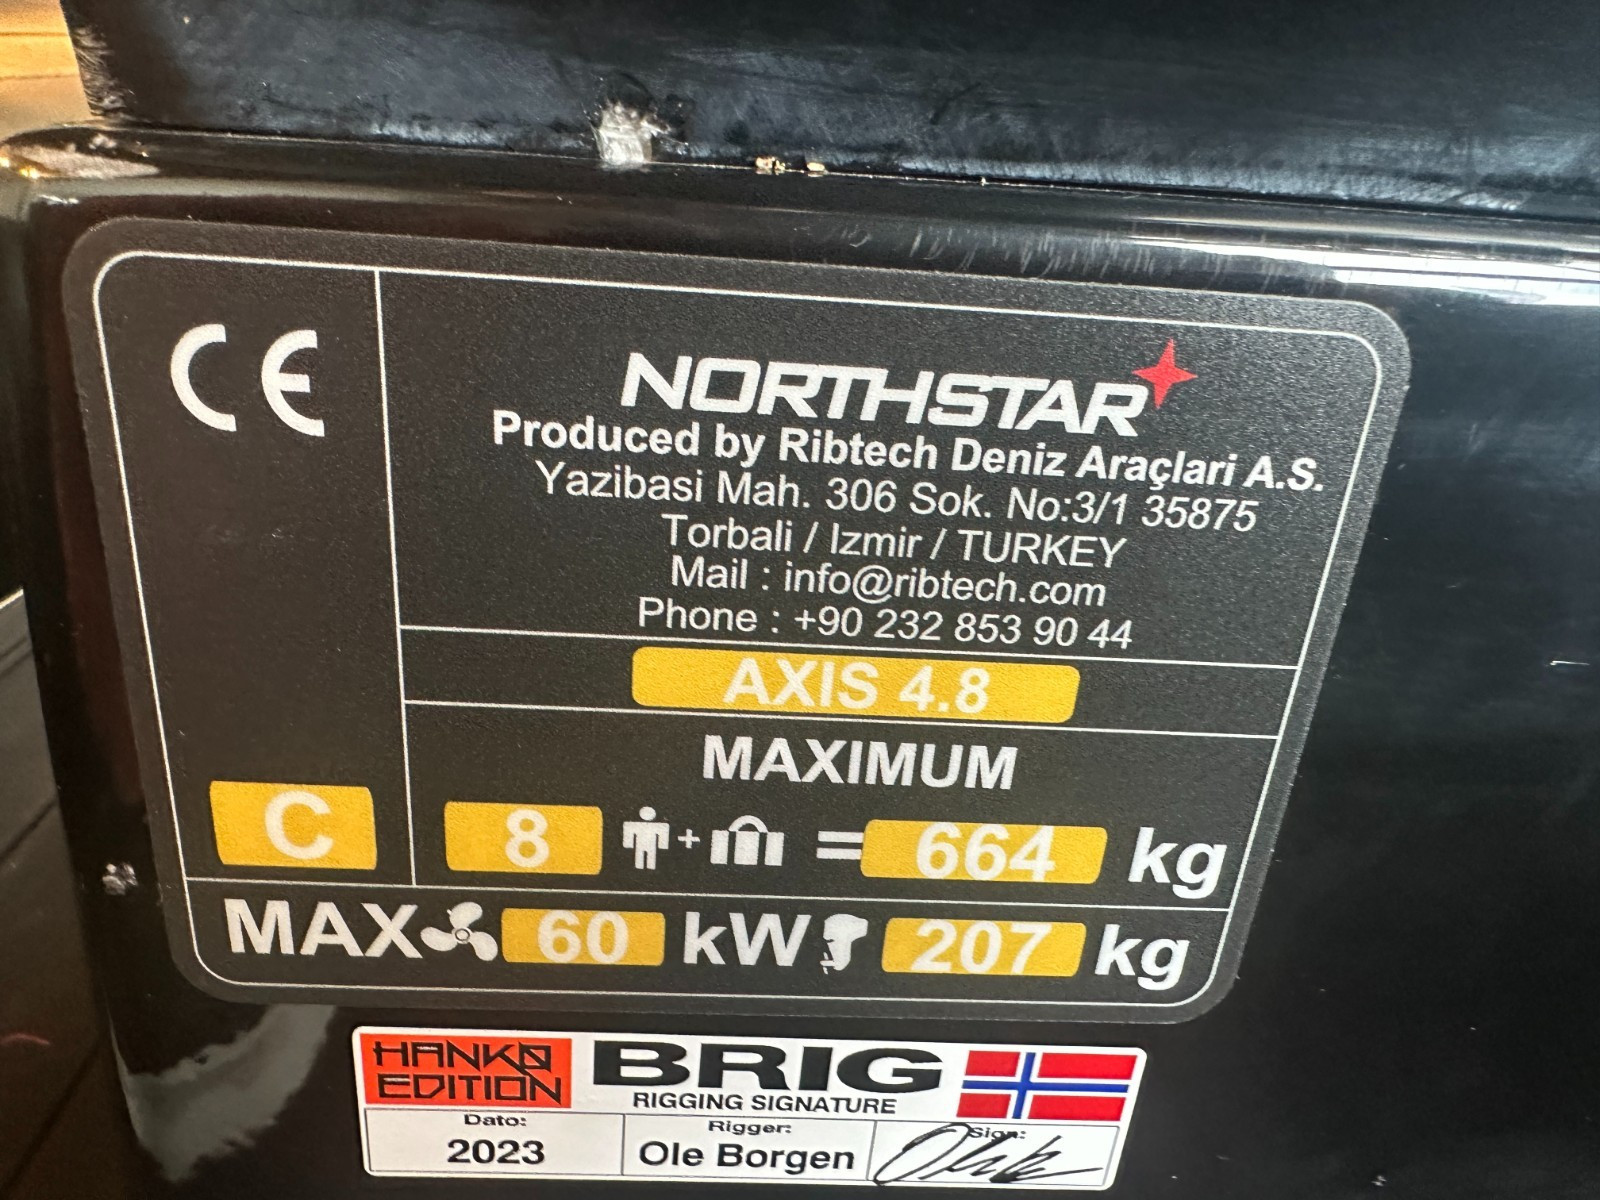 CE
NORTHSTAR
Produced by Ribtech Deniz Araçlari A.S.
Yazibasi Mah. 306 Sok. No:3/1 35875
Torbali / Izmir / TURKEY
Mail : info@ribtech.com
Phone : +90 232 853 90 44
AXIS 4.8
MAXIMUM
C 8 + = 664 kg
MAX 60 kW 207 kg
HANKØ EDITION
BRIG
RIGGING SIGNATURE
Dato: Rigger: Sign:
2023 Ole Borgen